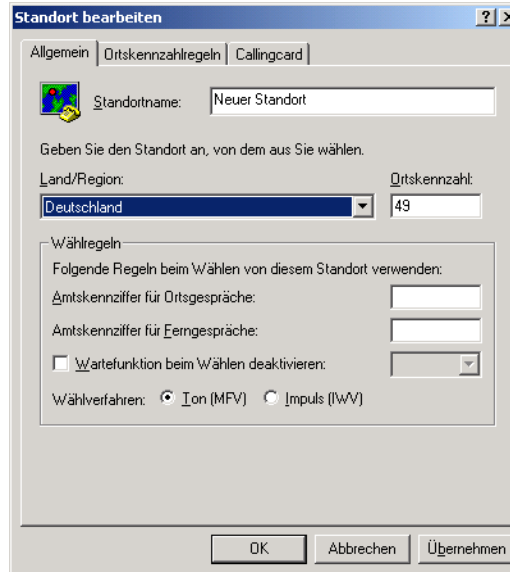 Standort bearbeiten
Allgemein Ortskennzahlregeln Callingcard
Standortname: Neuer Standort
Geben Sie den Standort an, von dem aus Sie wählen.
Land/Region: Ortskennzahl:
Deutschland 49
Wählregeln
Folgende Regeln beim Wählen von diesem Standort verwenden:
Amtskennziffer für Ortsgespräche:
Amtskennziffer für Ferngespräche:
Wartefunktion beim Wählen deaktivieren:
Wählverfahren: Ton (MFV) Impuls (IWV)
OK Abbrechen Übernehmen